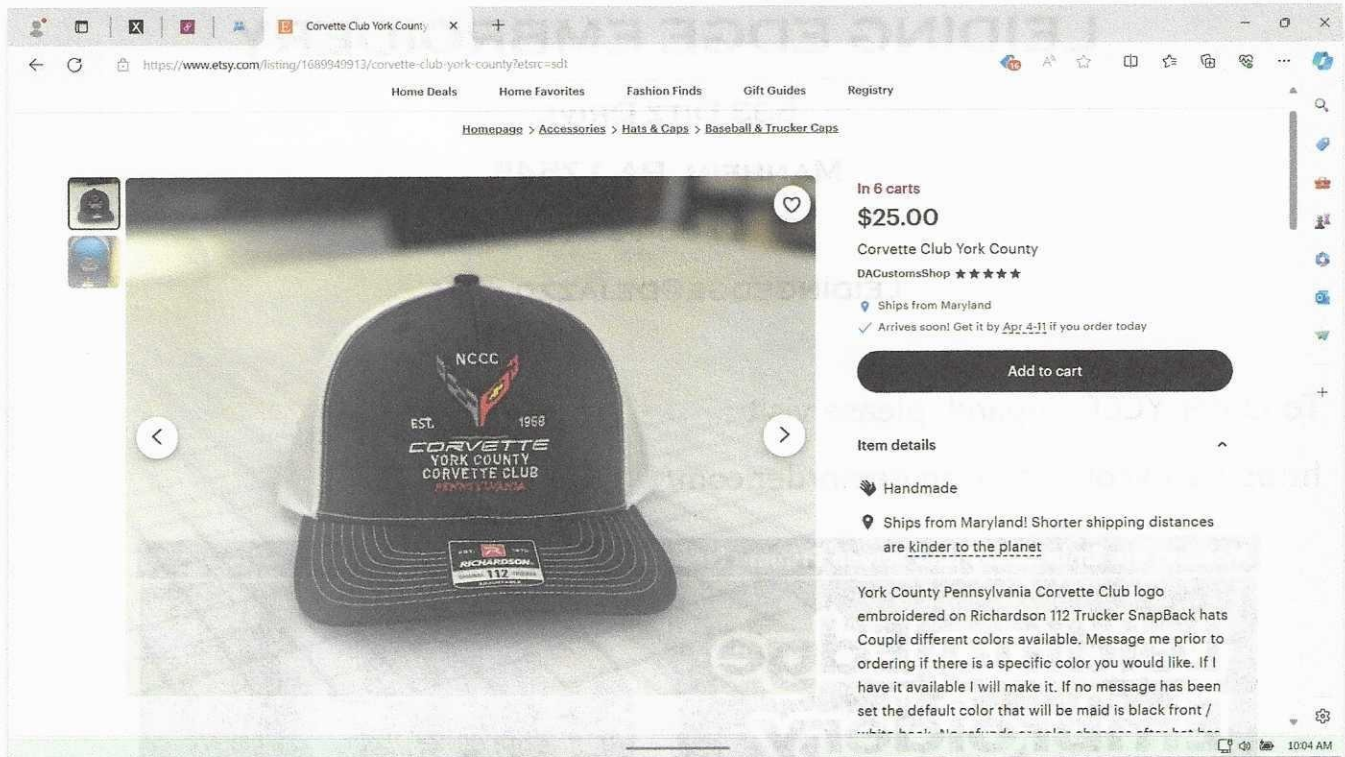 Corvette Club York County
https://www.etsy.com/listing/1689949913/corvette-club-york-county?etsrc=sdt
16
Home Deals Home Favorites Fashion Finds Gift Guides Registry
Homepage > Accessories > Hats & Caps > Baseball & Trucker Caps
In 6 carts
$25.00
Corvette Club York County
DACustomsShop ★★★★★
Ships from Maryland
Arrives soon! Get it by Apr 4-11 if you order today
Add to cart
Item details
Handmade
Ships from Maryland! Shorter shipping distances
are kinder to the planet
York County Pennsylvania Corvette Club logo
embroidered on Richardson 112 Trucker SnapBack hats
Couple different colors available. Message me prior to
ordering if there is a specific color you would like. If I
have it available I will make it. If no message has been
set the default color that will be maid is black front /
NCCC
EST. 1968
CORVETTE
YORK COUNTY
CORVETTE CLUB
PENNSYLVANIA
RICHARDSON
112
ADJUSTABLE
10:04 AM